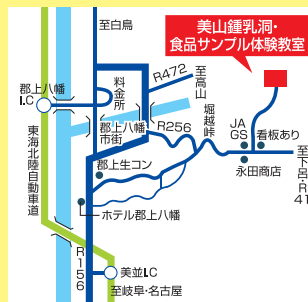 至白鳥
美山鍾乳洞・
食品サンプル体験教室
料金所
R472
至高山
郡上八幡
I.C
郡上八幡
市街
R256
堀越峠
JA
GS
看板あり
東海北陸自動車道
郡上生コン
永田商店
至下呂・R41
ホテル郡上八幡
R156
美並I.C
至岐阜・名古屋